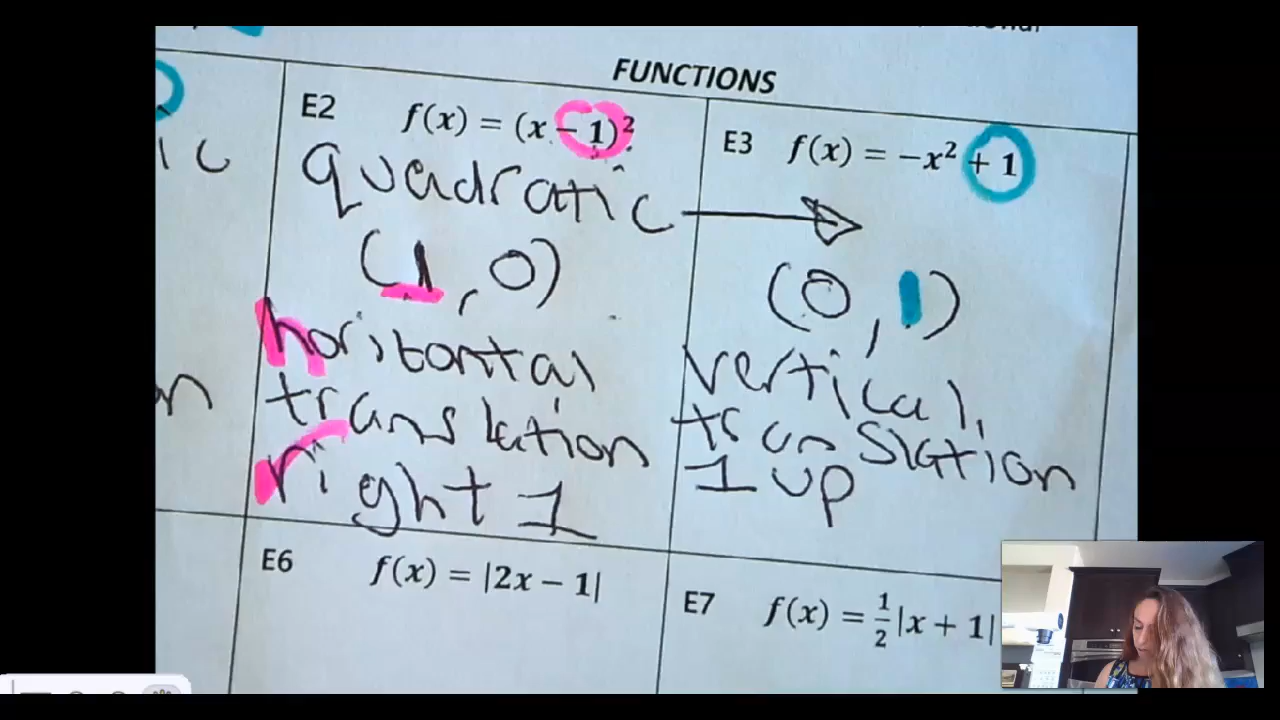 FUNCTIONS
E2 f(x) = (x − 1)²
quadratic
(1, 0)
horizontal
translation
right 1
E3 f(x) = −x² + 1
(0, 1)
vertical
translation
1 up
E6 f(x) = |2x − 1|
E7 f(x) = ½|x + 1|